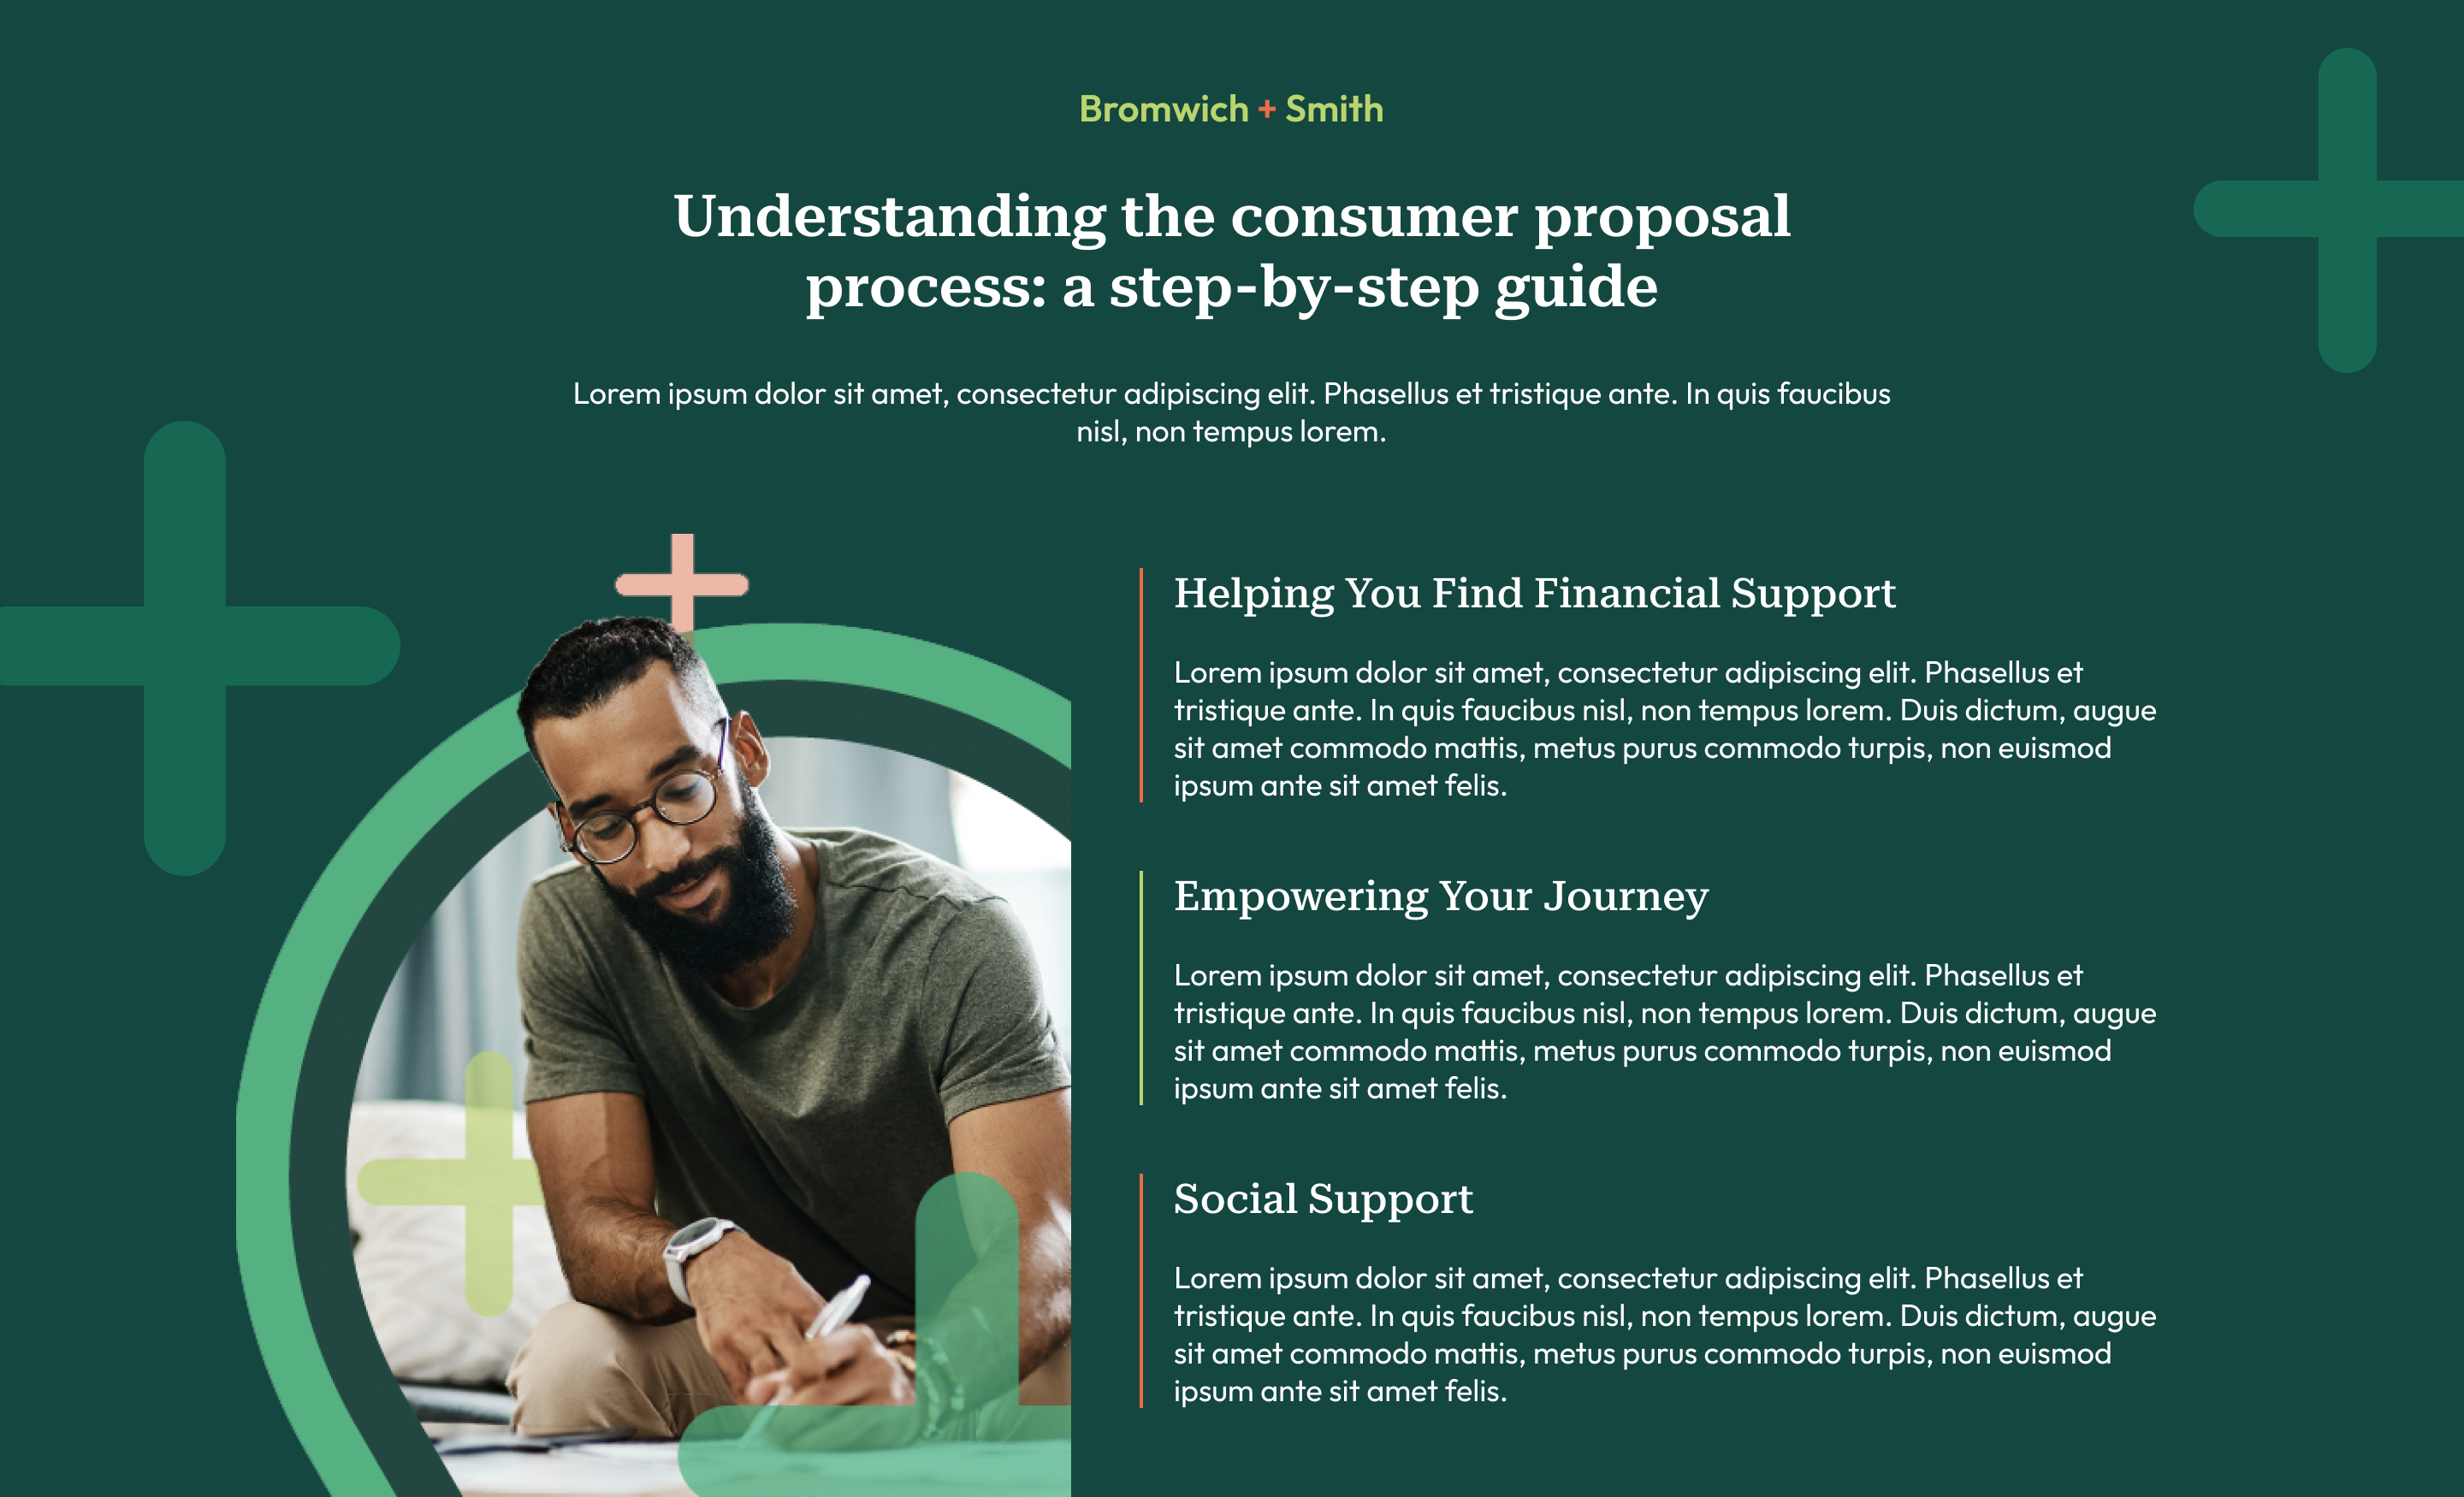 Bromwich + Smith
Understanding the consumer proposal
process: a step-by-step guide
Lorem ipsum dolor sit amet, consectetur adipiscing elit. Phasellus et tristique ante. In quis faucibus
nisl, non tempus lorem.
Helping You Find Financial Support
Lorem ipsum dolor sit amet, consectetur adipiscing elit. Phasellus et
tristique ante. In quis faucibus nisl, non tempus lorem. Duis dictum, augue
sit amet commodo mattis, metus purus commodo turpis, non euismod
ipsum ante sit amet felis.
Empowering Your Journey
Lorem ipsum dolor sit amet, consectetur adipiscing elit. Phasellus et
tristique ante. In quis faucibus nisl, non tempus lorem. Duis dictum, augue
sit amet commodo mattis, metus purus commodo turpis, non euismod
ipsum ante sit amet felis.
Social Support
Lorem ipsum dolor sit amet, consectetur adipiscing elit. Phasellus et
tristique ante. In quis faucibus nisl, non tempus lorem. Duis dictum, augue
sit amet commodo mattis, metus purus commodo turpis, non euismod
ipsum ante sit amet felis.